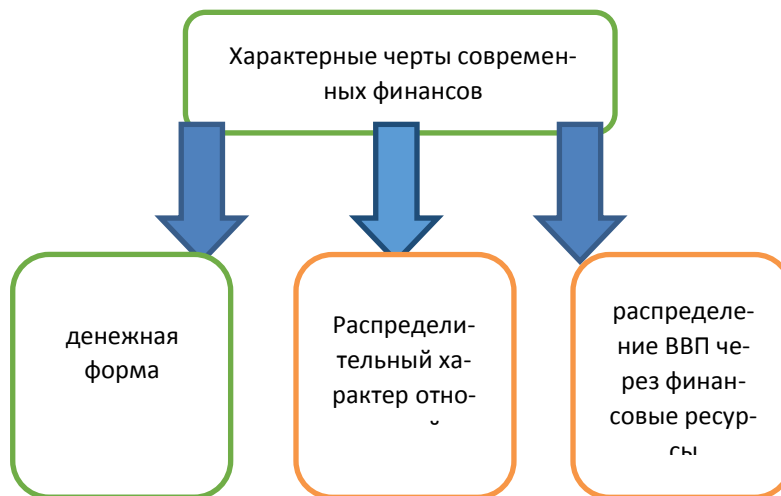 Характерные черты современ-
ных финансов
денежная
форма
Распредели-
тельный ха-
рактер отно-
распределе-
ние ВВП че-
рез финан-
совые ресур-
сы